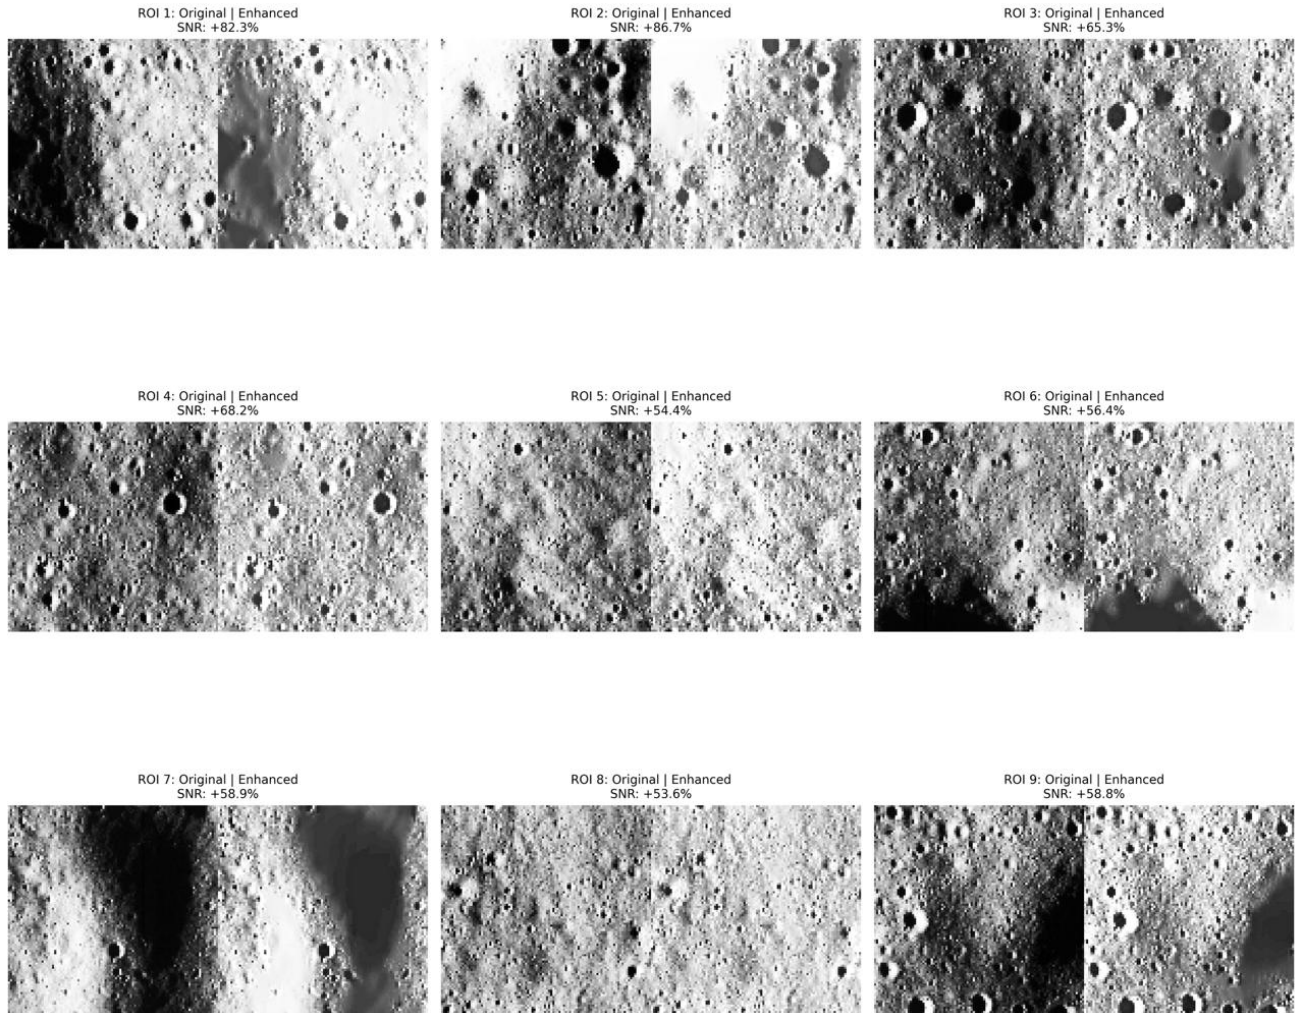 ROI 1: Original | Enhanced
SNR: +82.3%
ROI 2: Original | Enhanced
SNR: +86.7%
ROI 3: Original | Enhanced
SNR: +65.3%
ROI 4: Original | Enhanced
SNR: +68.2%
ROI 5: Original | Enhanced
SNR: +54.4%
ROI 6: Original | Enhanced
SNR: +56.4%
ROI 7: Original | Enhanced
SNR: +58.9%
ROI 8: Original | Enhanced
SNR: +53.6%
ROI 9: Original | Enhanced
SNR: +58.8%